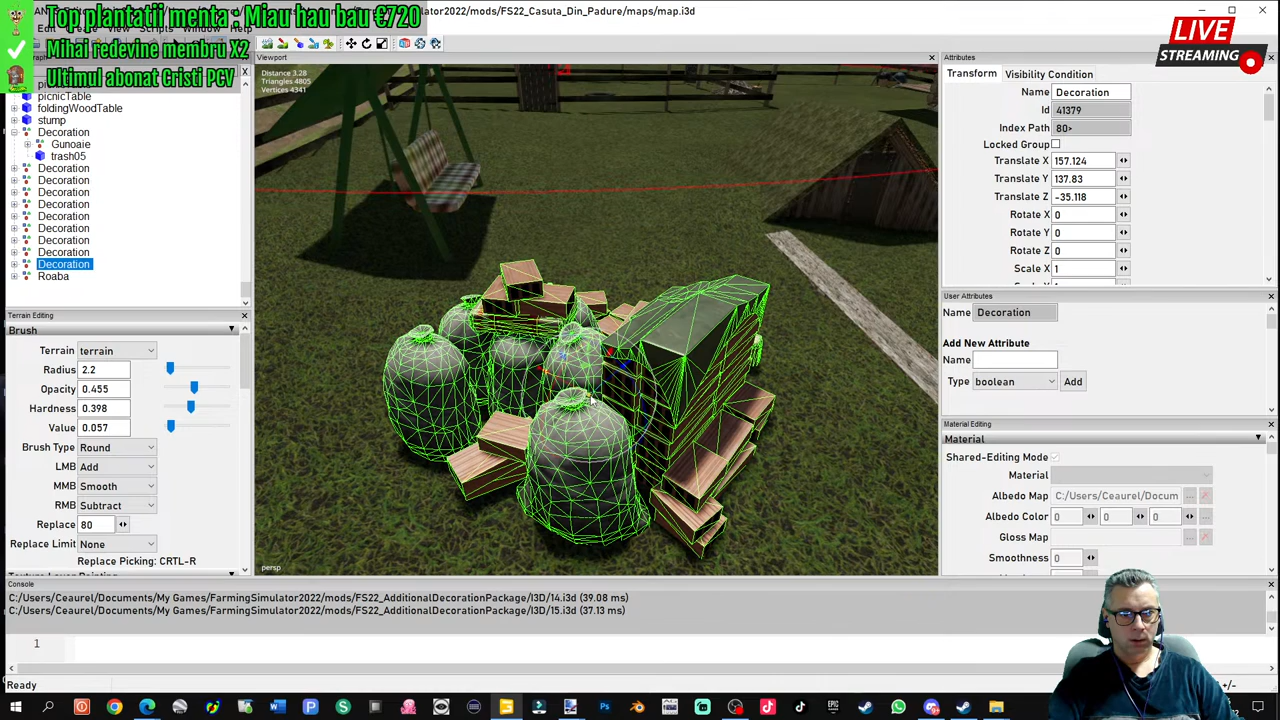 Top plantatii menta : Miau hau bau €720
Mihai redevine membru X2
Ultimul abonat Cristi PCV
LIVE
STREAMING
Scripts
Window
Help
Viewport
Distance 3.28
Triangles 4805
Vertices 4341
persp
picnicTable
foldingWoodTable
stump
Decoration
Gunoaie
trash05
Decoration
Decoration
Decoration
Decoration
Decoration
Decoration
Decoration
Decoration
Decoration
Roaba
Terrain Editing
Brush
Terrain terrain
Radius 2.2
Opacity 0.455
Hardness 0.398
Value 0.057
Brush Type Round
LMB Add
MMB Smooth
RMB Subtract
Replace 80
Replace Limit None
Replace Picking: CRTL-R
Attributes
Transform Visibility Condition
Name Decoration
Id 41379
Index Path 80>
Locked Group
Translate X 157.124
Translate Y 137.83
Translate Z -35.118
Rotate X 0
Rotate Y 0
Rotate Z 0
Scale X 1
User Attributes
Name Decoration
Add New Attribute
Name
Type boolean Add
Material Editing
Material
Shared-Editing Mode
Material
Albedo Map C:/Users/Ceaurel/Docum ...
Albedo Color 0 0 0 ...
Gloss Map ...
Smoothness 0
Console
C:/Users/Ceaurel/Documents/My Games/FarmingSimulator2022/mods/FS22_AdditionalDecorationPackage/I3D/14.i3d (39.08 ms)
C:/Users/Ceaurel/Documents/My Games/FarmingSimulator2022/mods/FS22_AdditionalDecorationPackage/I3D/15.i3d (37.13 ms)
1
Ready
+/-